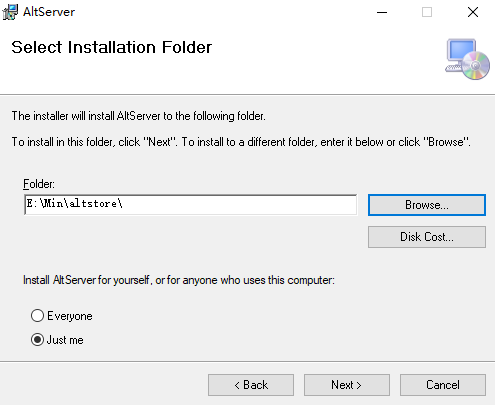 AltServer
Select Installation Folder
The installer will install AltServer to the following folder.
To install in this folder, click "Next". To install to a different folder, enter it below or click "Browse".
Folder:
E:\Min\altstore\
Browse...
Disk Cost...
Install AltServer for yourself, or for anyone who uses this computer:
Everyone
Just me
< Back
Next >
Cancel